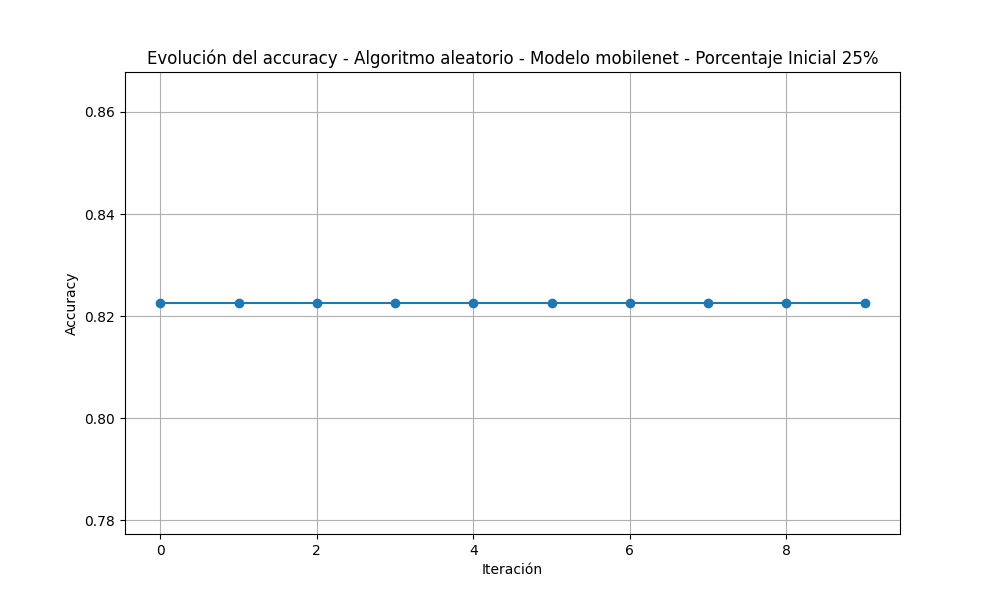 Evolución del accuracy - Algoritmo aleatorio - Modelo mobilenet - Porcentaje Inicial 25%
0.86
0.84
0.82
0.80
0.78
Accuracy
0 2 4 6 8
Iteración